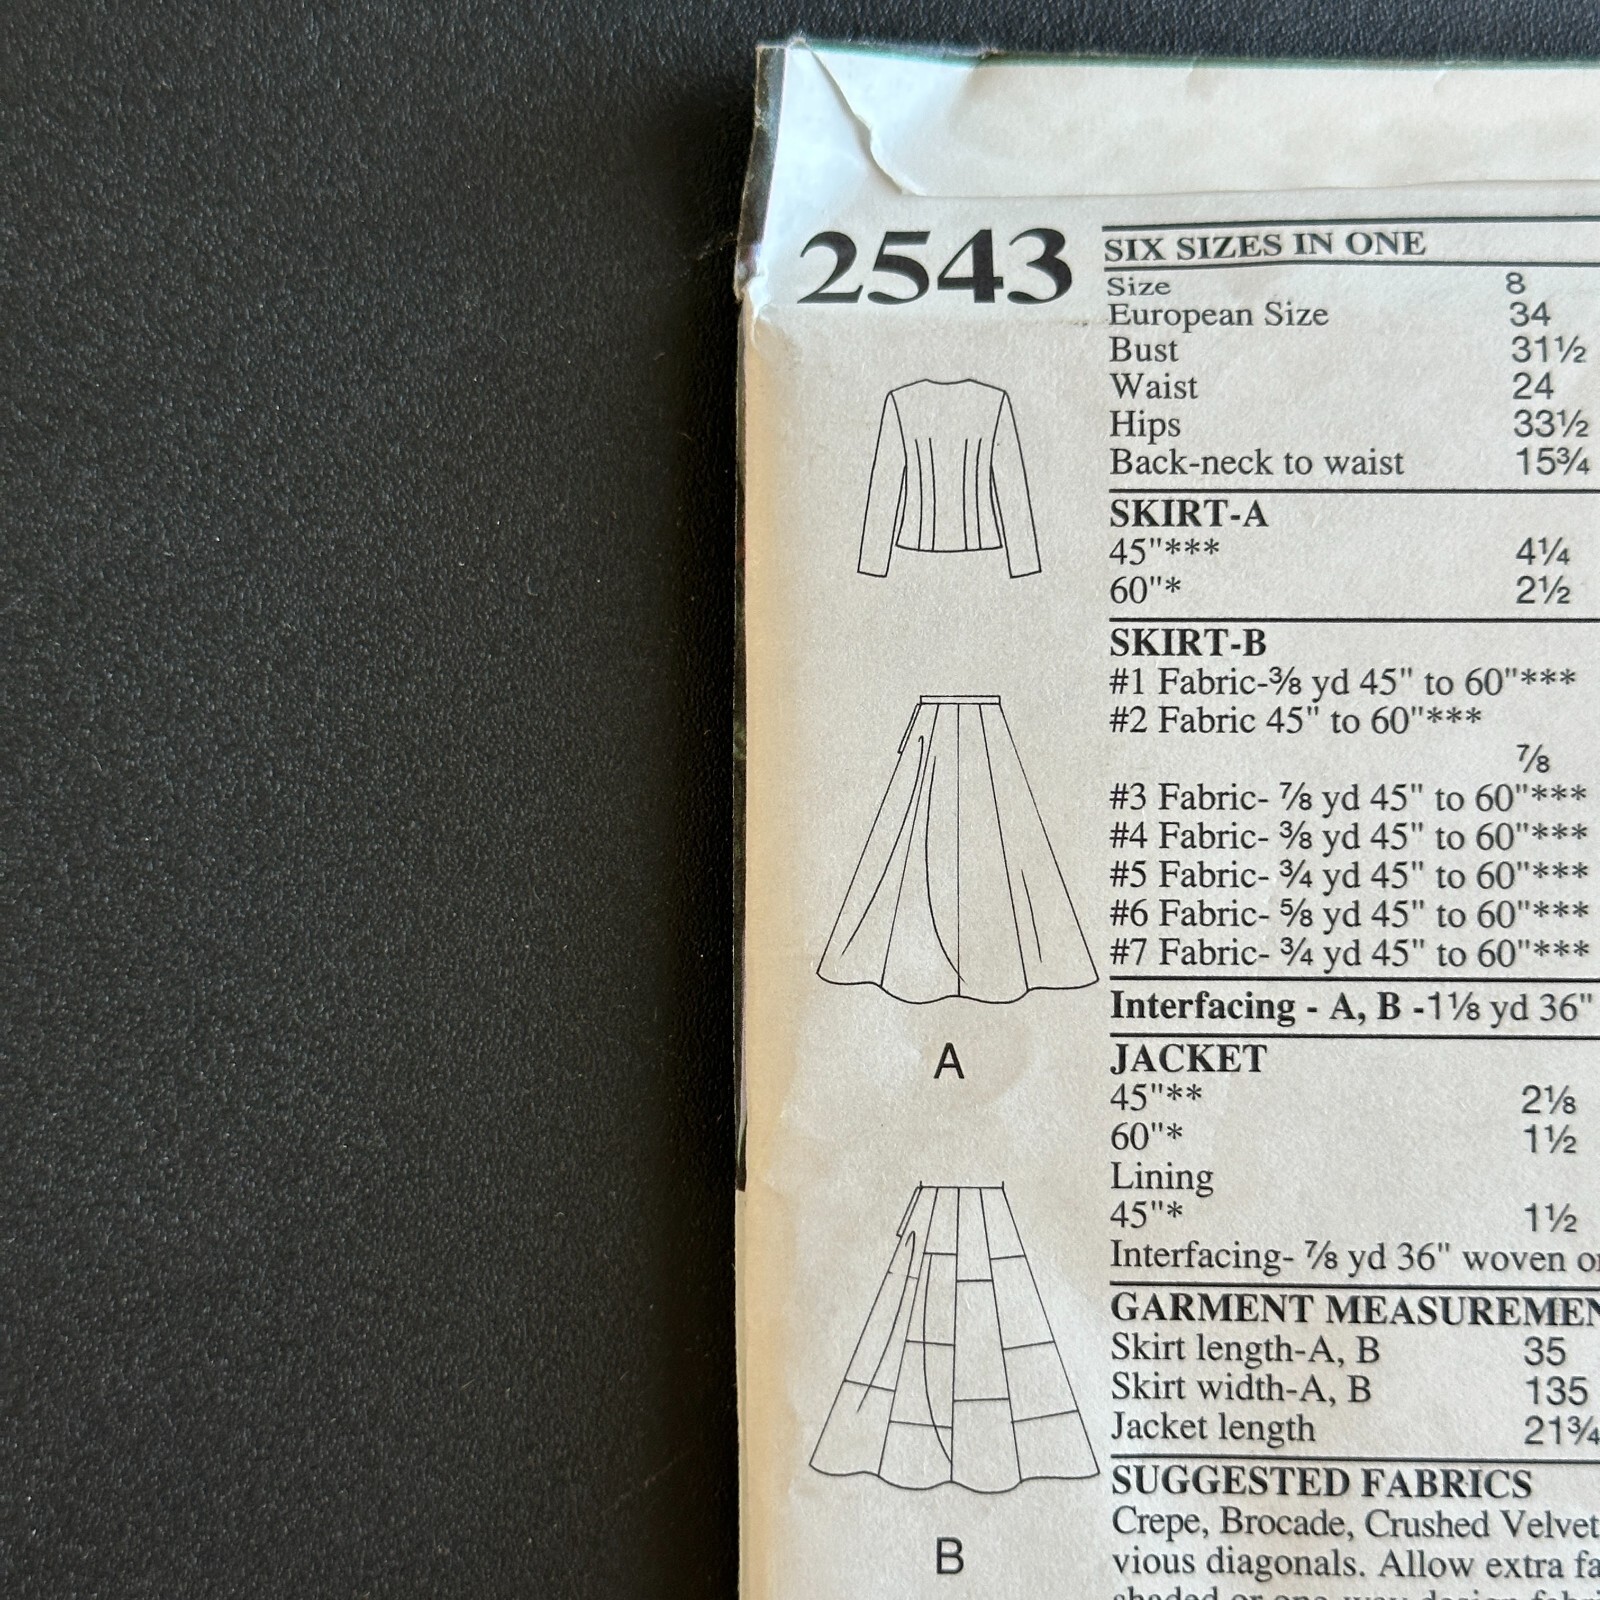 2543
SIX SIZES IN ONE
Size 8
European Size 34
Bust 31½
Waist 24
Hips 33½
Back-neck to waist 15¾
SKIRT-A
45"*** 4¼
60"* 2½
SKIRT-B
#1 Fabric-⅜ yd 45" to 60"***
#2 Fabric 45" to 60"***
⅞
#3 Fabric- ⅞ yd 45" to 60"***
#4 Fabric- ⅜ yd 45" to 60"***
#5 Fabric- ¾ yd 45" to 60"***
#6 Fabric- ⅝ yd 45" to 60"***
#7 Fabric- ¾ yd 45" to 60"***
Interfacing - A, B -1⅛ yd 36"
A
JACKET
45"** 2⅛
60"* 1½
Lining
45"* 1½
Interfacing- ⅞ yd 36" woven
GARMENT
Skirt length-A, B 35
Skirt width-A, B 135
Jacket length 21¾
SUGGESTED FABRICS
Crepe, Brocade, Crushed Velvet
B
vious diagonals. Allow extra
shaded or one-way design